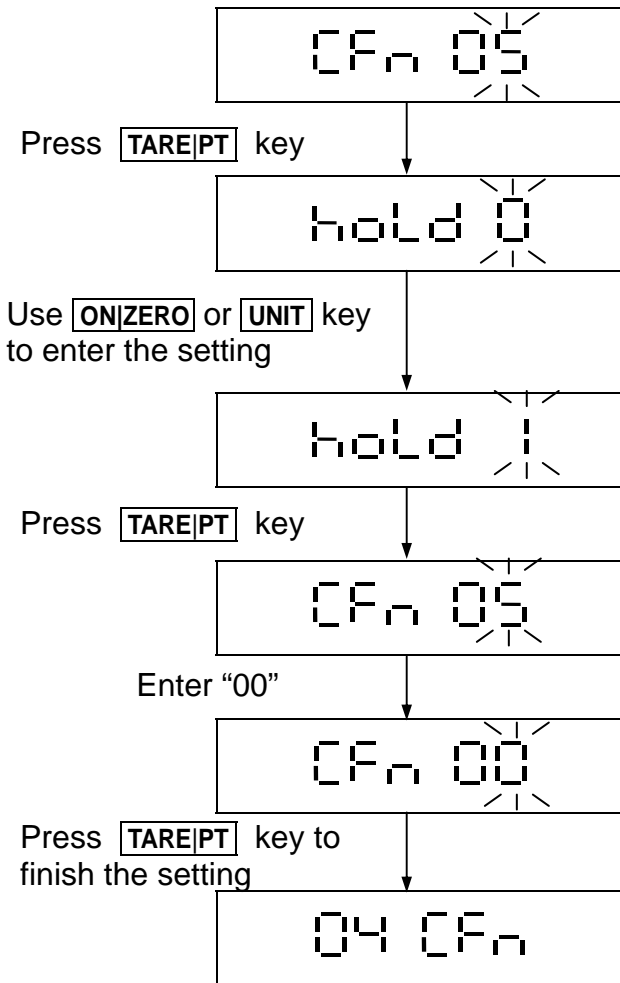 CFn 05
Press TARE|PT key
hoLd 0
Use ON|ZERO or UNIT key
to enter the setting
hoLd 1
Press TARE|PT key
CFn 05
Enter “00”
CFn 00
Press TARE|PT key to
finish the setting
04 CFn